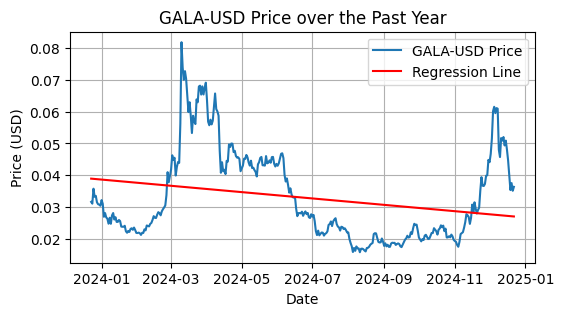 GALA-USD Price over the Past Year
GALA-USD Price
Regression Line
Price (USD)
0.08
0.07
0.06
0.05
0.04
0.03
0.02
2024-01
2024-03
2024-05
2024-07
2024-09
2024-11
2025-01
Date